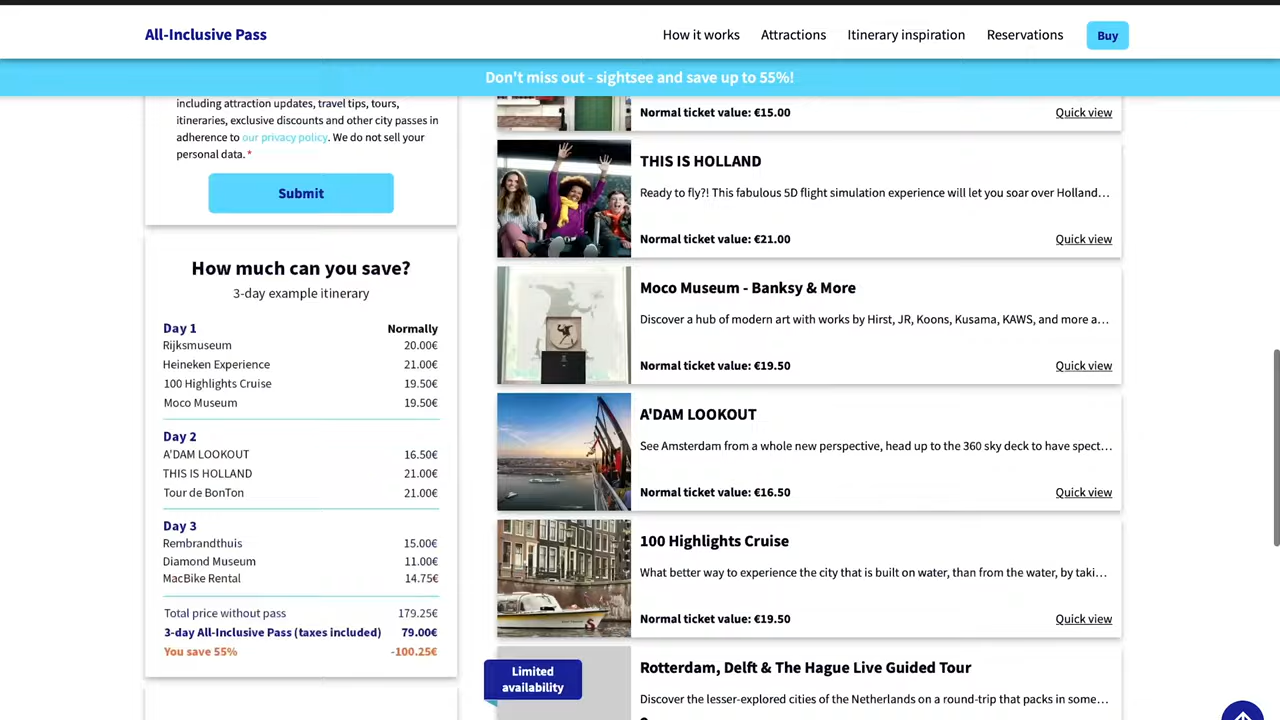 All-Inclusive Pass
How it works
Attractions
Itinerary inspiration
Reservations
Buy
Don't miss out - sightsee and save up to 55%!
including attraction updates, travel tips, tours,
itineraries, exclusive discounts and other city passes in
adherence to our privacy policy. We do not sell your
personal data. *
Submit
How much can you save?
3-day example itinerary
Day 1 Normally
Rijksmuseum 20.00€
Heineken Experience 21.00€
100 Highlights Cruise 19.50€
Moco Museum 19.50€
Day 2
A'DAM LOOKOUT 16.50€
THIS IS HOLLAND 21.00€
Tour de BonTon 21.00€
Day 3
Rembrandthuis 15.00€
Diamond Museum 11.00€
MacBike Rental 14.75€
Total price without pass 179.25€
3-day All-Inclusive Pass (taxes included) 79.00€
You save 55% -100.25€
Normal ticket value: €15.00 Quick view
THIS IS HOLLAND
Ready to fly?! This fabulous 5D flight simulation experience will let you soar over Holland…
Normal ticket value: €21.00 Quick view
Moco Museum - Banksy & More
Discover a hub of modern art with works by Hirst, JR, Koons, Kusama, KAWS, and more a…
Normal ticket value: €19.50 Quick view
A'DAM LOOKOUT
See Amsterdam from a whole new perspective, head up to the 360 sky deck to have spect…
Normal ticket value: €16.50 Quick view
100 Highlights Cruise
What better way to experience the city that is built on water, than from the water, by taki…
Normal ticket value: €19.50 Quick view
Limited
availability
Rotterdam, Delft & The Hague Live Guided Tour
Discover the lesser-explored cities of the Netherlands on a round-trip that packs in some…